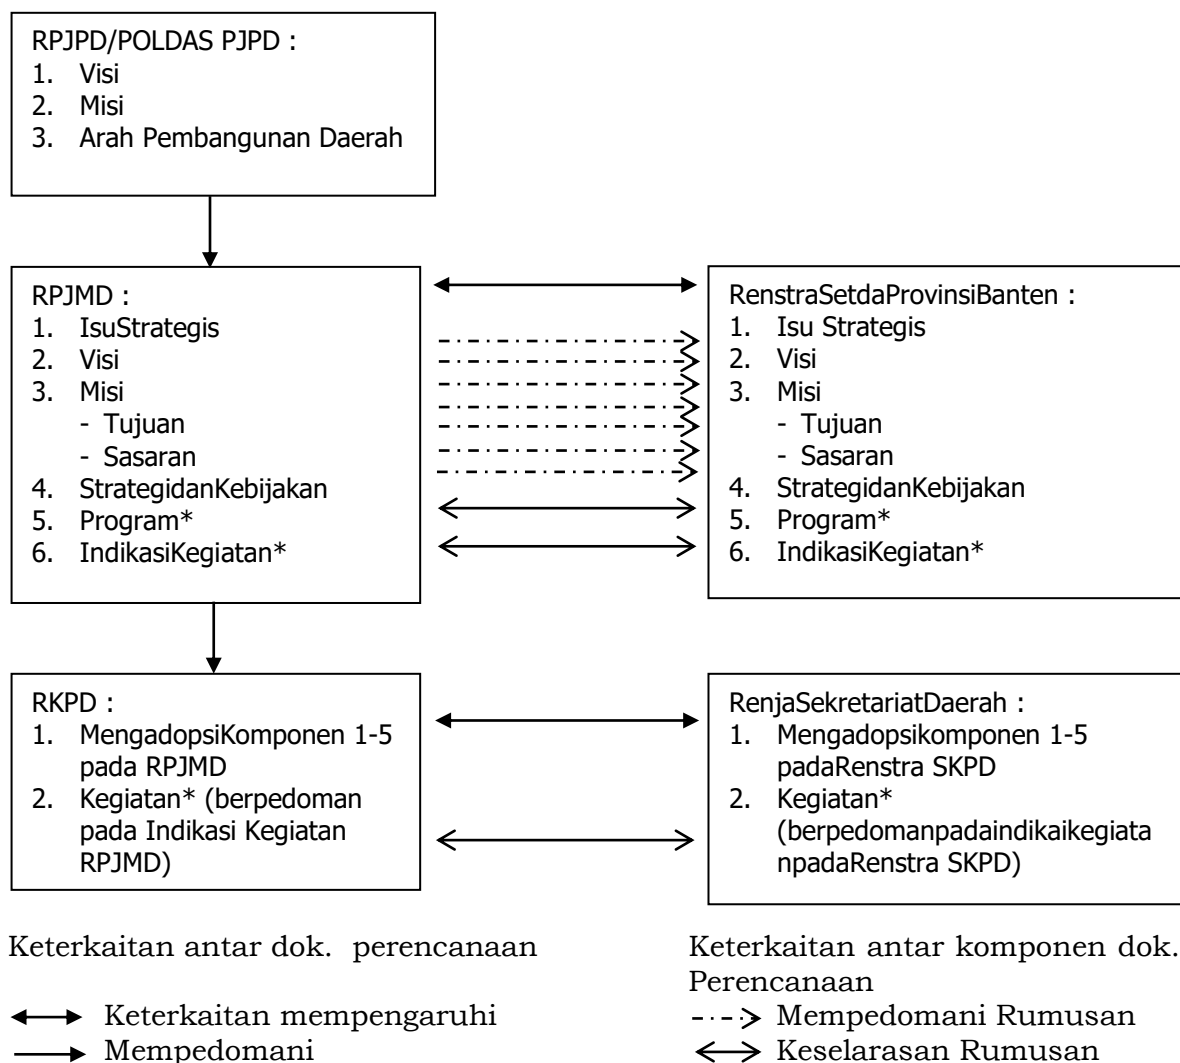 RPJPD/POLDAS PJPD :
1. Visi
2. Misi
3. Arah Pembangunan Daerah
RPJMD :
1. IsuStrategis
2. Visi
3. Misi
- Tujuan
- Sasaran
4. StrategidanKebijakan
5. Program*
6. IndikasiKegiatan*
RenstraSetdaProvinsiBanten :
1. Isu Strategis
2. Visi
3. Misi
- Tujuan
- Sasaran
4. StrategidanKebijakan
5. Program*
6. IndikasiKegiatan*
RKPD :
1. MengadopsiKomponen 1-5
pada RPJMD
2. Kegiatan* (berpedoman
pada Indikasi Kegiatan
RPJMD)
RenjaSekretariatDaerah :
1. Mengadopsikomponen 1-5
padaRenstra SKPD
2. Kegiatan*
(berpedomanpadaindikaikegiata
npadaRenstra SKPD)
Keterkaitan antar dok. perencanaan
Keterkaitan mempengaruhi
Mempedomani
Keterkaitan antar komponen dok.
Perencanaan
Mempedomani Rumusan
Keselarasan Rumusan